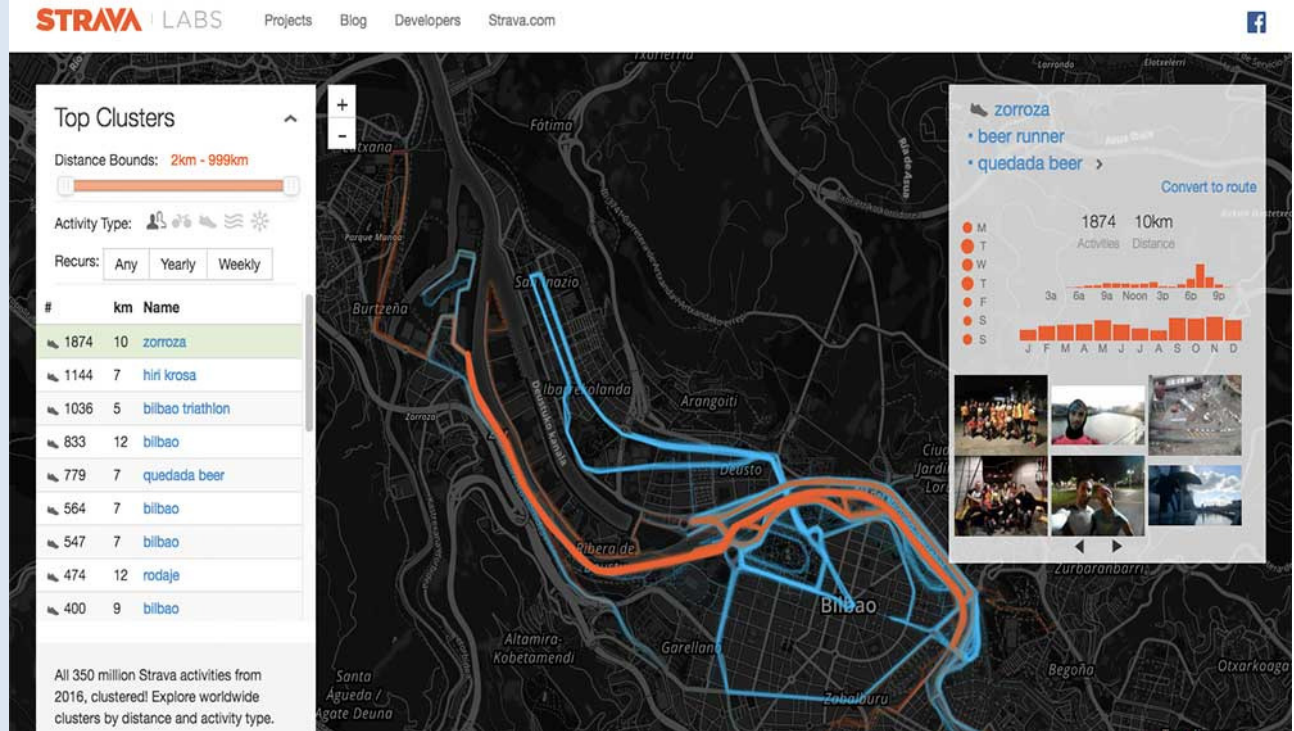 STRAVA LABS Projects Blog Developers Strava.com
Top Clusters
Distance Bounds: 2km - 999km
Activity Type:
Recurs: Any Yearly Weekly
# km Name
1874 10 zorroza
1144 7 hiri krosa
1036 5 bilbao triathlon
833 12 bilbao
779 7 quedada beer
564 7 bilbao
547 7 bilbao
474 12 rodaje
400 9 bilbao
All 350 million Strava activities from
2016, clustered! Explore worldwide
clusters by distance and activity type.
+
-
Fátima
Parque Munoa
Burtzeña
Ibarrekolanda
Arangoiti
Zorroza
Deustuko kanala
Deusto
Ribera de
Bilbao
Altamira-
Kobetamendi
Garellano
Santa
Águeda /
Agate Deuna
Zabalburu
Zurbaranbarri
Begoña
Otxarkoaga
Ría de Asua
zorroza
• beer runner
• quedada beer >
Convert to route
1874 10km
Activities Distance
M
T
W
T
F
S
S
3a 6a 9a Noon 3p 6p 9p
J F M A M J J A S O N D